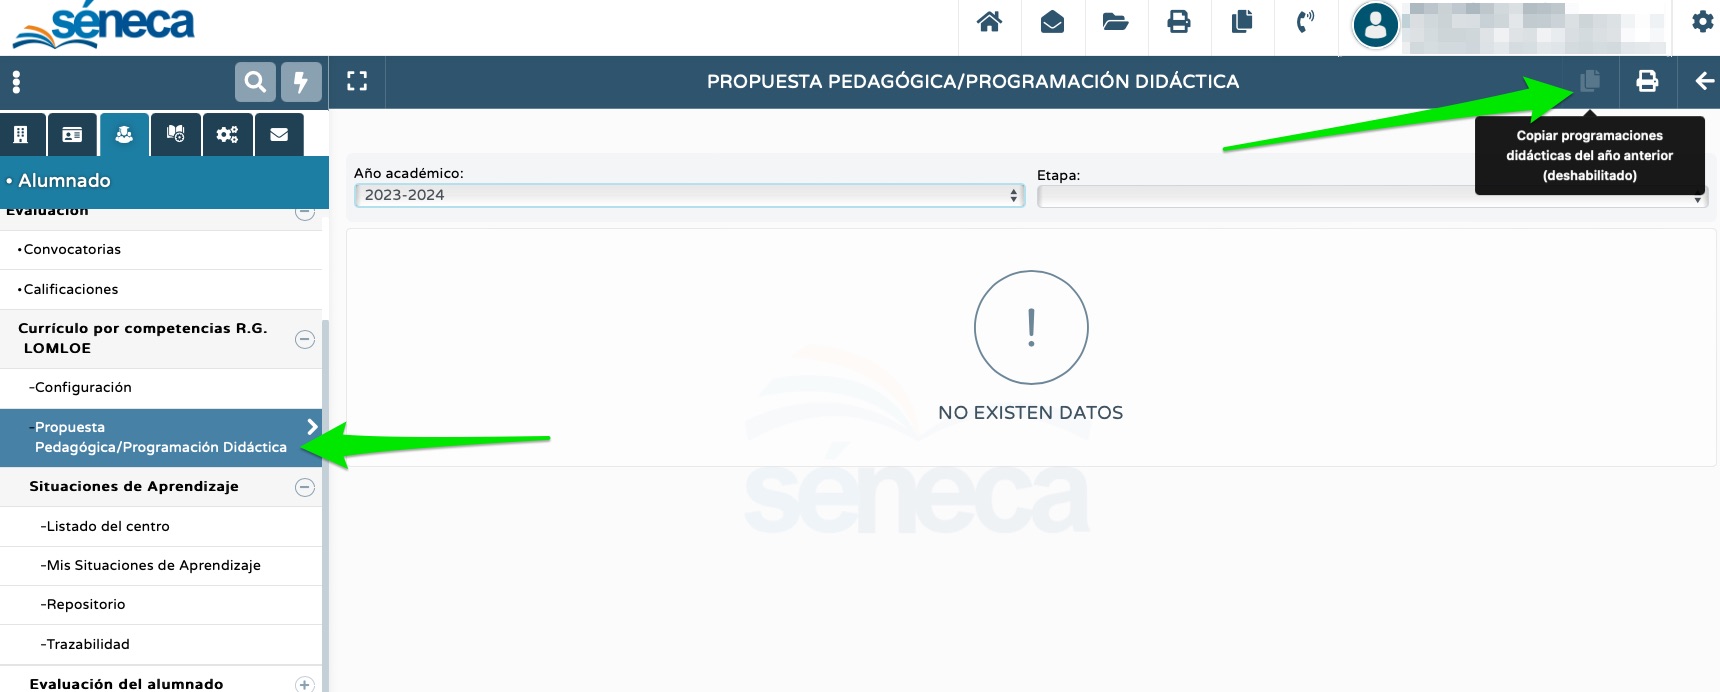 séneca
PROPUESTA PEDAGÓGICA/PROGRAMACIÓN DIDÁCTICA
Copiar programaciones
didácticas del año anterior
(deshabilitado)
• Alumnado
Evaluación
•Convocatorias
•Calificaciones
Currículo por competencias R.G.
LOMLOE
-Configuración
-Propuesta
Pedagógica/Programación Didáctica
Situaciones de Aprendizaje
-Listado del centro
-Mis Situaciones de Aprendizaje
-Repositorio
-Trazabilidad
Evaluación del alumnado
Año académico:
2023-2024
Etapa:
NO EXISTEN DATOS
séneca